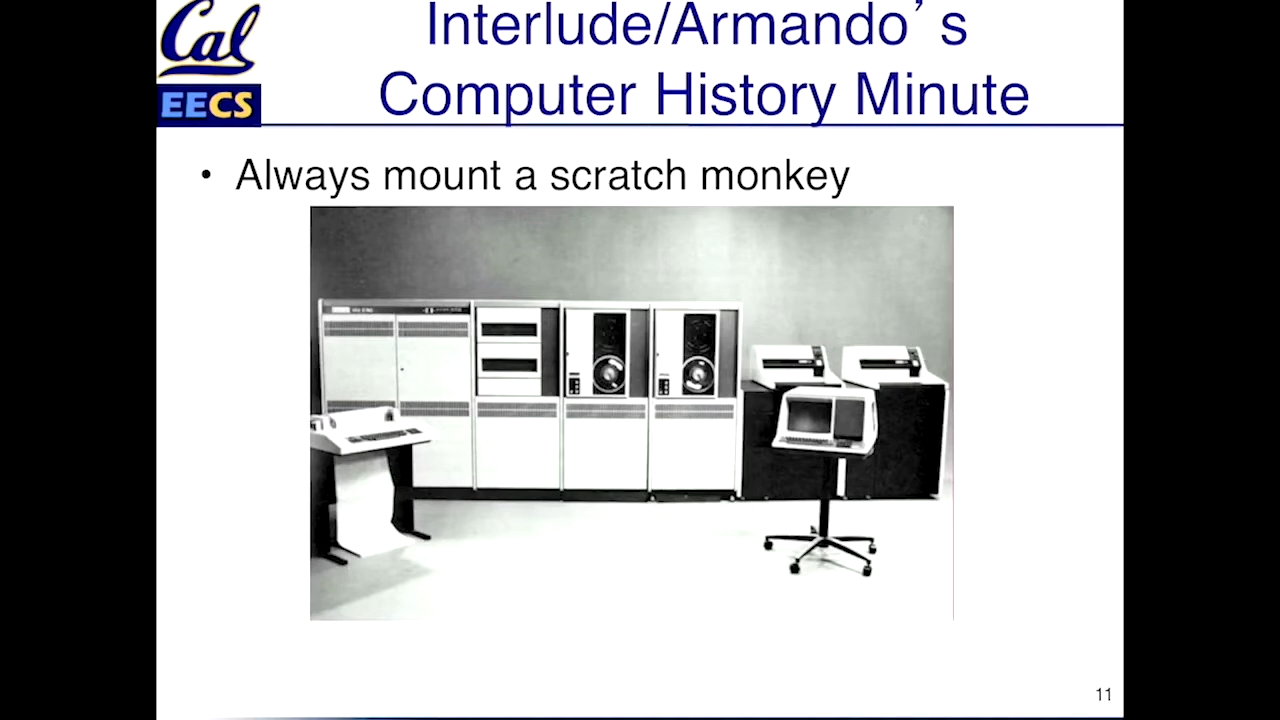 Cal
EECS
Interlude/Armando’s
Computer History Minute
• Always mount a scratch monkey
11